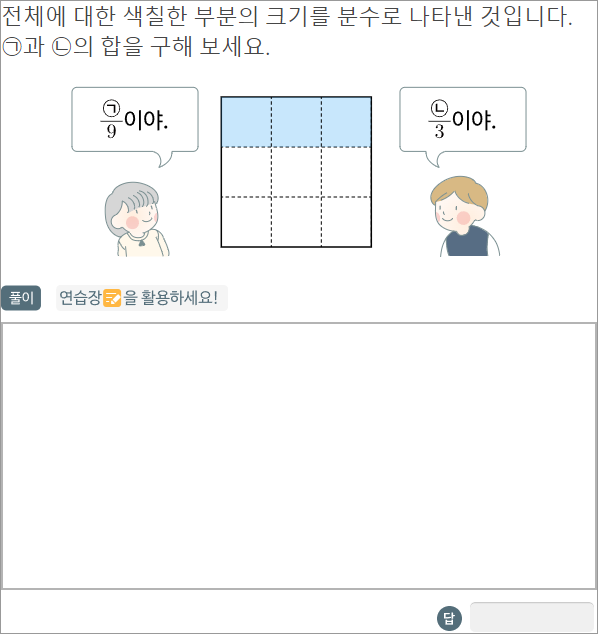 전체에 대한 색칠한 부분의 크기를 분수로 나타낸 것입니다.
㉠과 ㉡의 합을 구해 보세요.
㉠/9이야.
㉡/3이야.
풀이 연습장을 활용하세요!
답